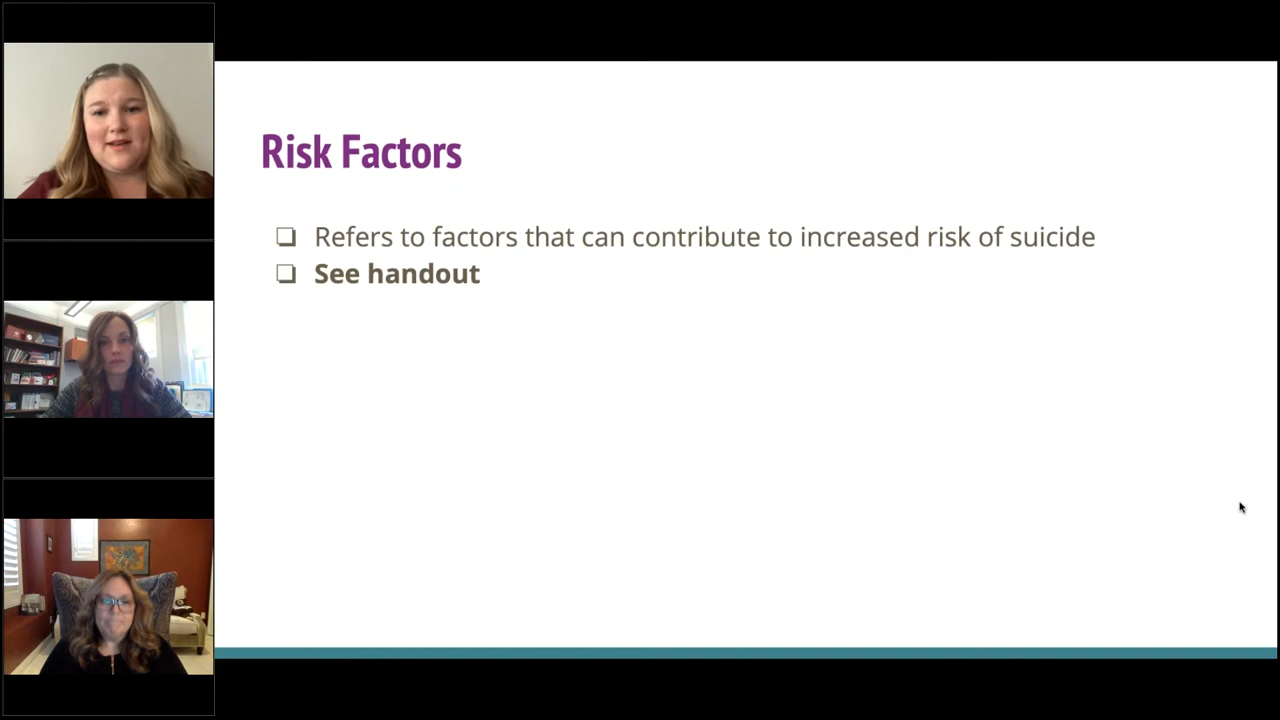 Risk Factors
❏ Refers to factors that can contribute to increased risk of suicide
❏ See handout